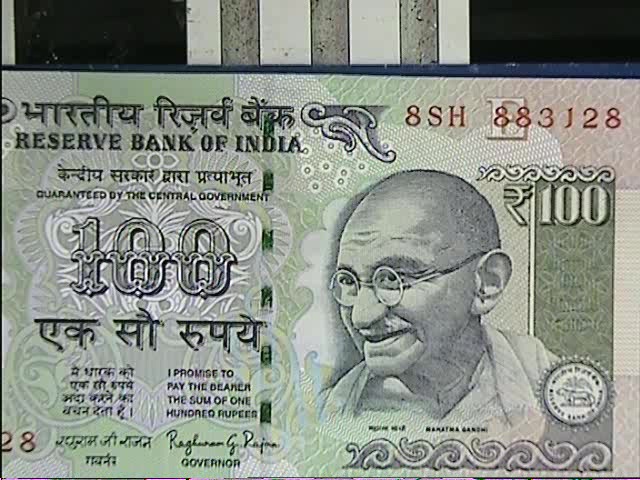 भारतीय रिज़र्व बैंक
RESERVE BANK OF INDIA
8SH 883128
केन्द्रीय सरकार द्वारा प्रत्याभूत
GUARANTEED BY THE CENTRAL GOVERNMENT
₹100
100
एक सौ रुपये
मैं धारक को
एक सौ रुपये
अदा करने का
वचन देता हूँ।
I PROMISE TO
PAY THE BEARER
THE SUM OF ONE
HUNDRED RUPEES
28
रघुराम जी राजन
Raghuram G. Rajan
गवर्नर
GOVERNOR
महात्मा गांधी
MAHATMA GANDHI